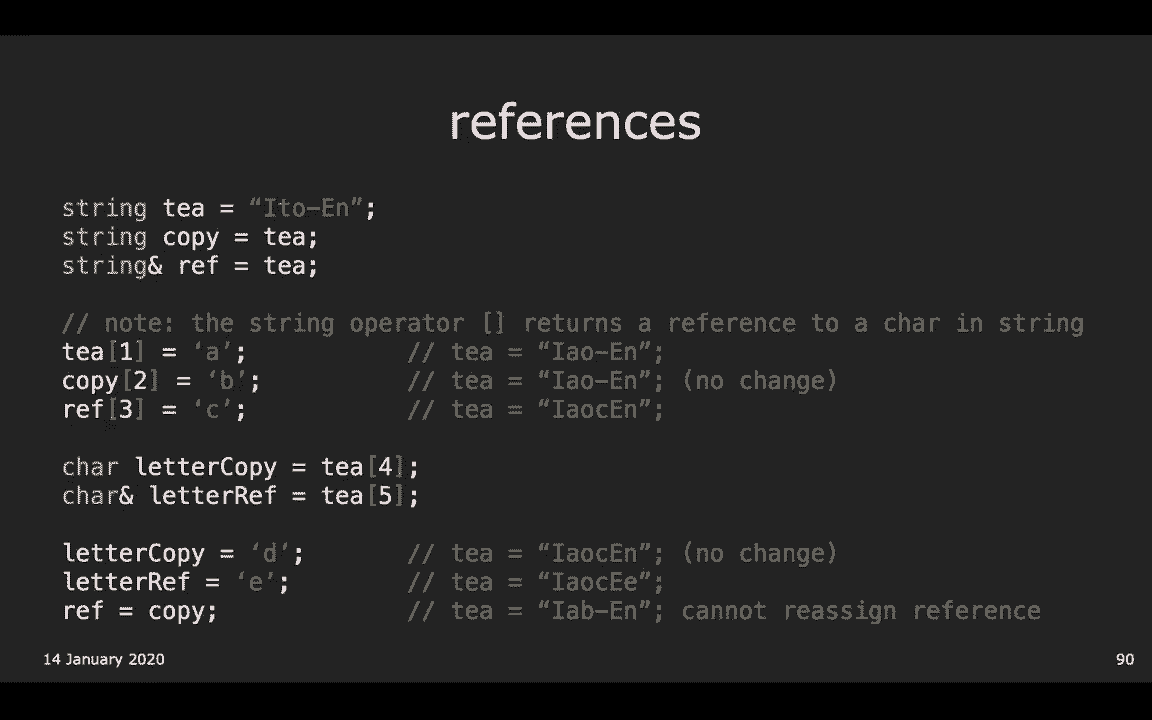 references
string tea = “Ito-En”;
string copy = tea;
string& ref = tea;
// note: the string operator [] returns a reference to a char in string
tea[1] = ‘a’; // tea = “Iao-En”;
copy[2] = ‘b’; // tea = “Iao-En”; (no change)
ref[3] = ‘c’; // tea = “IaocEn”;
char letterCopy = tea[4];
char& letterRef = tea[5];
letterCopy = ‘d’; // tea = “IaocEn”; (no change)
letterRef = ‘e’; // tea = “IaocEe”;
ref = copy; // tea = “Iab-En”; cannot reassign reference
14 January 2020 90